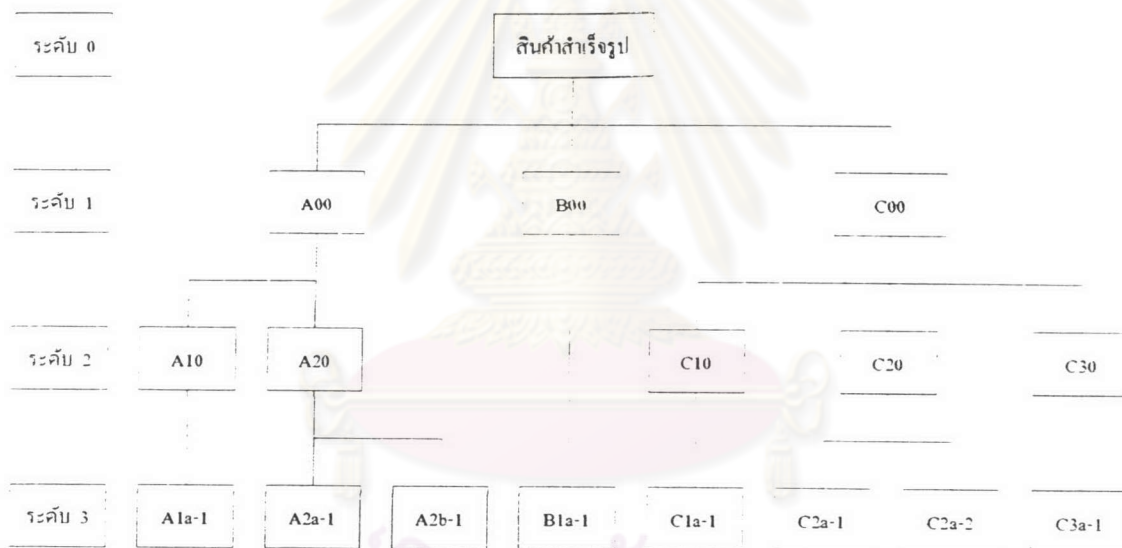 ระดับ 0 สินค้าสำเร็จรูป
ระดับ 1 A00 B00 C00
ระดับ 2 A10 A20 C10 C20 C30
ระดับ 3 A1a-1 A2a-1 A2b-1 B1a-1 C1a-1 C2a-1 C2a-2 C3a-1